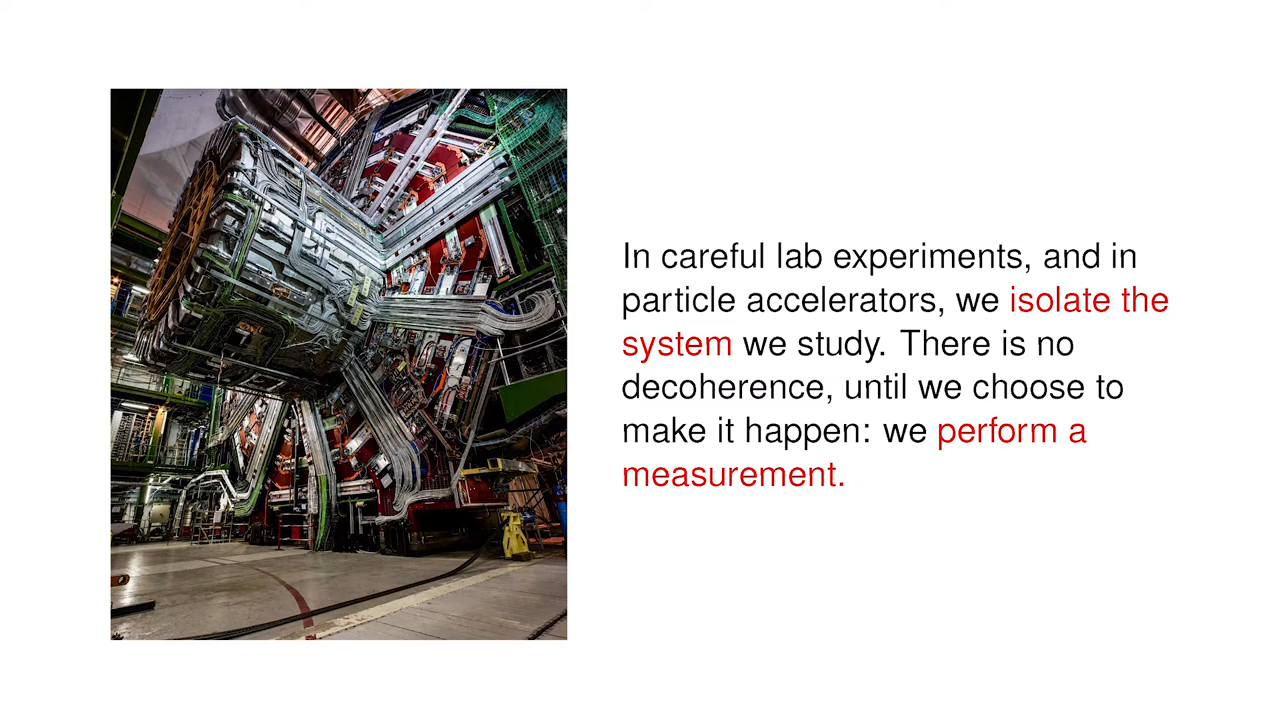 In careful lab experiments, and in
particle accelerators, we isolate the
system we study. There is no
decoherence, until we choose to
make it happen: we perform a
measurement.